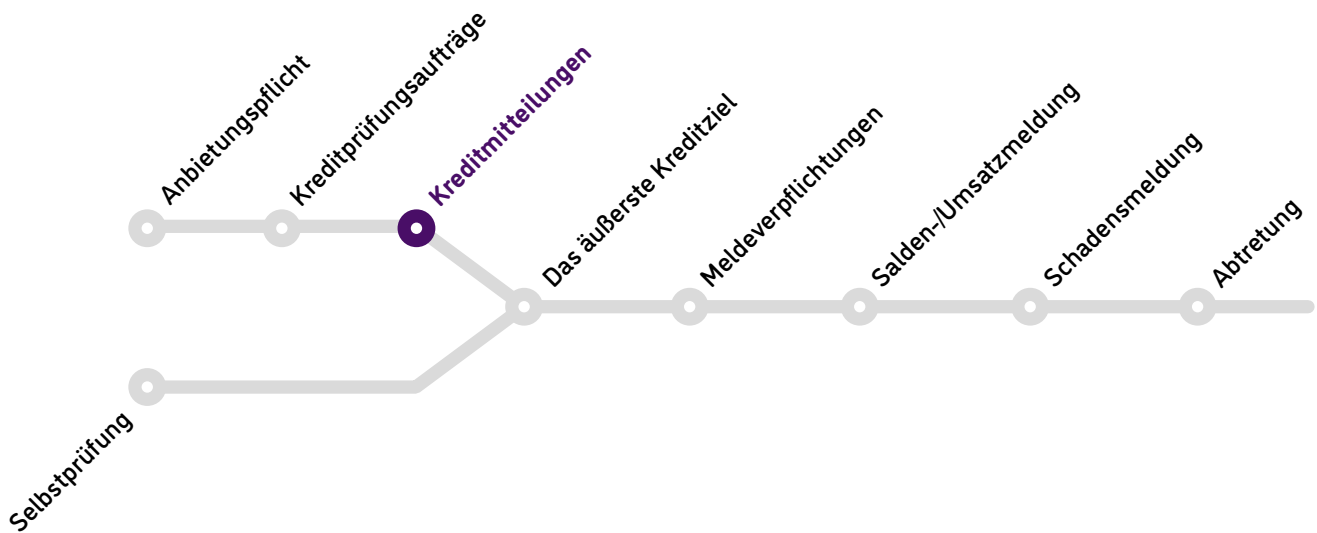 Anbietungspflicht
Kreditprüfungsaufträge
Kreditmitteilungen
Das äußerste Kreditziel
Meldeverpflichtungen
Salden-/Umsatzmeldung
Schadensmeldung
Abtretung
Selbstprüfung